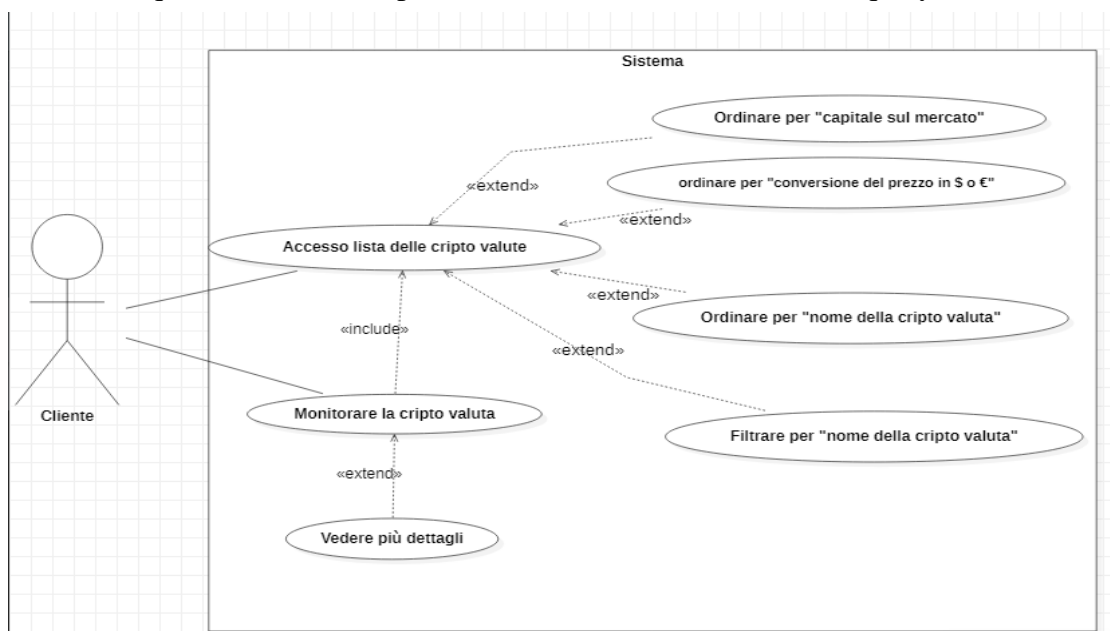 Sistema
Ordinare per "capitale sul mercato"
«extend»
ordinare per "conversione del prezzo in $ o €"
«extend»
Accesso lista delle cripto valute
«extend»
Ordinare per "nome della cripto valuta"
«include»
«extend»
Cliente
Monitorare la cripto valuta
Filtrare per "nome della cripto valuta"
«extend»
Vedere più dettagli